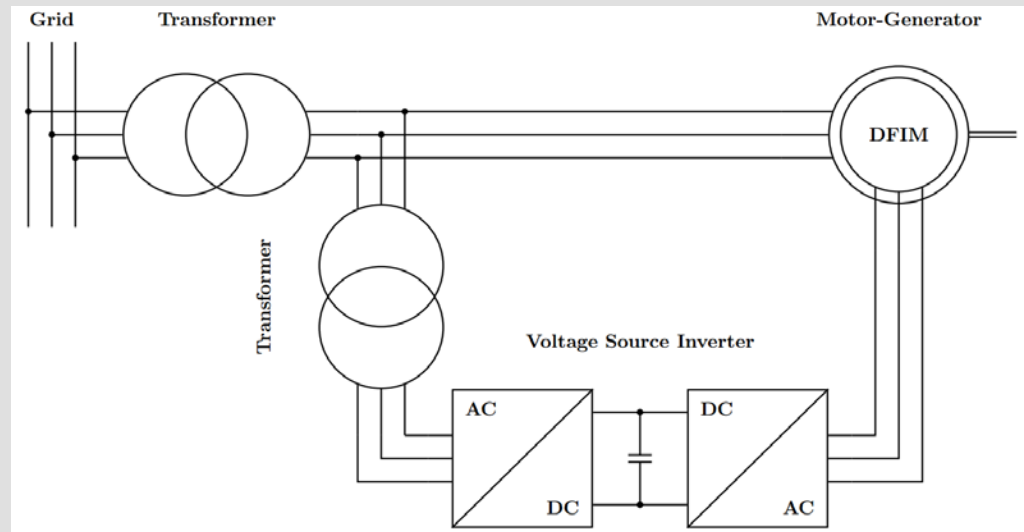 Grid
Transformer
Motor-Generator
DFIM
Transformer
Voltage Source Inverter
AC
DC
DC
AC